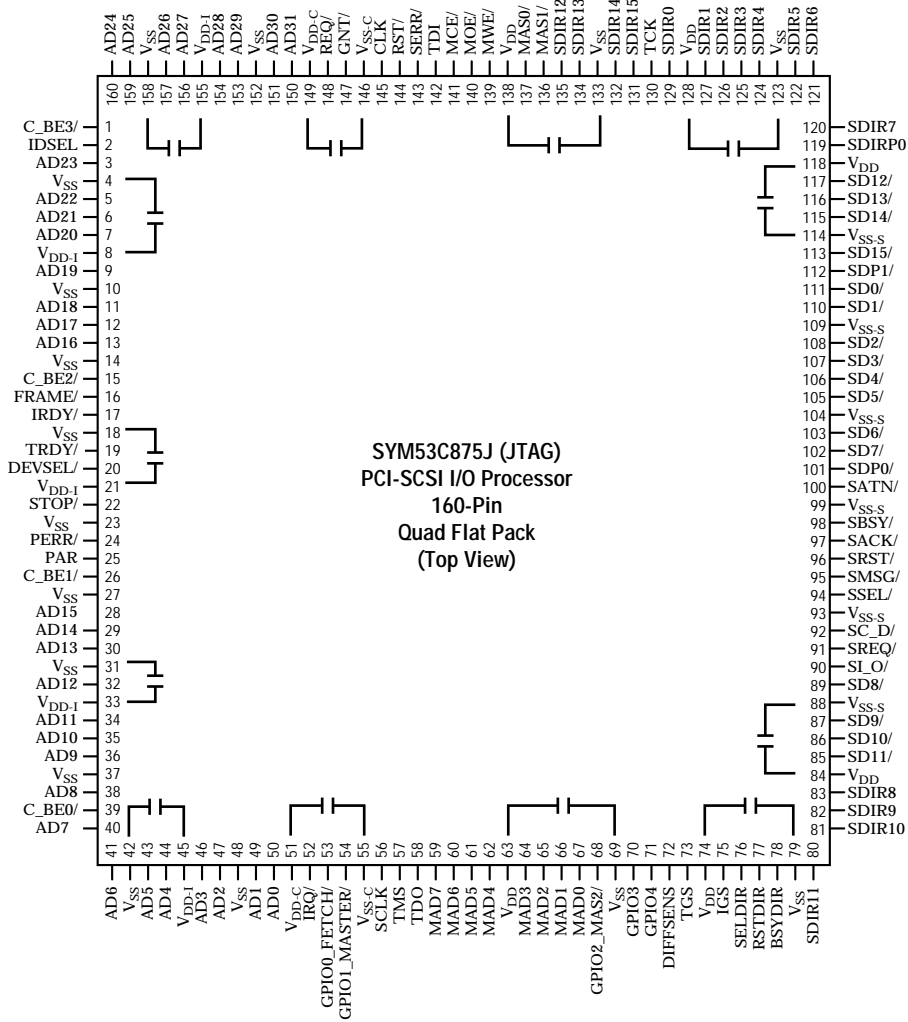 AD24 160
AD25 159
VSS 158
AD26 157
AD27 156
VDD-I 155
AD28 154
AD29 153
VSS 152
AD30 151
AD31 150
VDD-C 149
REQ/ 148
GNT/ 147
VSS-C 146
CLK 145
RST/ 144
SERR/ 143
TDI 142
MCE/ 141
MOE/ 140
MWE/ 139
VDD 138
MAS0/ 137
MAS1/ 136
SDIR12 135
SDIR13 134
VSS 133
SDIR14 132
SDIR15 131
TCK 130
SDIR0 129
VDD 128
SDIR1 127
SDIR2 126
SDIR3 125
SDIR4 124
VSS 123
SDIR5 122
SDIR6 121
C_BE3/ 1
IDSEL 2
AD23 3
VSS 4
AD22 5
AD21 6
AD20 7
VDD-I 8
AD19 9
VSS 10
AD18 11
AD17 12
AD16 13
VSS 14
C_BE2/ 15
FRAME/ 16
IRDY/ 17
VSS 18
TRDY/ 19
DEVSEL/ 20
VDD-I 21
STOP/ 22
VSS 23
PERR/ 24
PAR 25
C_BE1/ 26
VSS 27
AD15 28
AD14 29
AD13 30
VSS 31
AD12 32
VDD-I 33
AD11 34
AD10 35
AD9 36
VSS 37
AD8 38
C_BE0/ 39
AD7 40
SYM53C875J (JTAG)
PCI-SCSI I/O Processor
160-Pin
Quad Flat Pack
(Top View)
120 SDIR7
119 SDIRP0
118 VDD
117 SD12/
116 SD13/
115 SD14/
114 VSS-S
113 SD15/
112 SDP1/
111 SD0/
110 SD1/
109 VSS-S
108 SD2/
107 SD3/
106 SD4/
105 SD5/
104 VSS-S
103 SD6/
102 SD7/
101 SDP0/
100 SATN/
99 VSS-S
98 SBSY/
97 SACK/
96 SRST/
95 SMSG/
94 SSEL/
93 VSS-S
92 SC_D/
91 SREQ/
90 SI_O/
89 SD8/
88 VSS-S
87 SD9/
86 SD10/
85 SD11/
84 VDD
83 SDIR8
82 SDIR9
81 SDIR10
41 AD6
42 VSS
43 AD5
44 AD4
45 VDD-I
46 AD3
47 AD2
48 VSS
49 AD1
50 AD0
51 VDD-C
52 IRQ/
53 GPIO0_FETCH/
54 GPIO1_MASTER/
55 VSS-C
56 SCLK
57 TMS
58 TDO
59 MAD7
60 MAD6
61 MAD5
62 MAD4
63 VDD
64 MAD3
65 MAD2
66 MAD1
67 MAD0
68 GPIO2_MAS2/
69 VSS
70 GPIO3
71 GPIO4
72 DIFFSENS
73 TGS
74 VDD
75 IGS
76 SELDIR
77 RSTDIR
78 BSYDIR
79 VSS
80 SDIR11